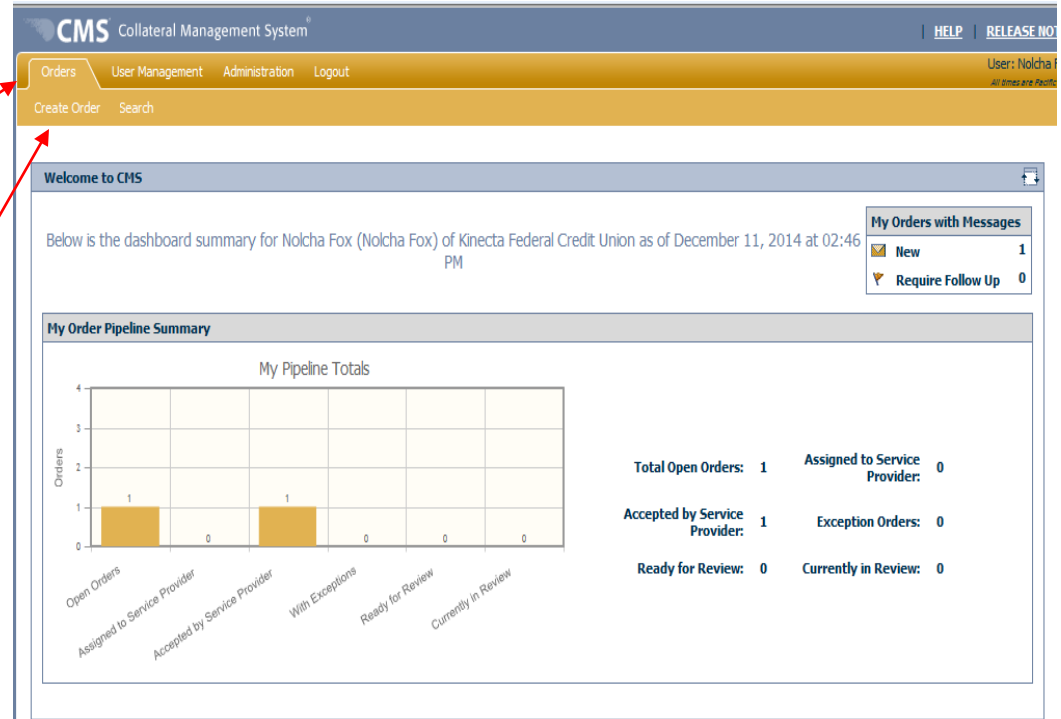 CMS Collateral Management System®
HELP | RELEASE NOT
Orders User Management Administration Logout
User: Nolcha F
All times are Pacific
Create Order Search
Welcome to CMS
Below is the dashboard summary for Nolcha Fox (Nolcha Fox) of Kinecta Federal Credit Union as of December 11, 2014 at 02:46
PM
My Orders with Messages
New 1
Require Follow Up 0
My Order Pipeline Summary
My Pipeline Totals
Orders
4
3
2
1
0
1 0 1 0 0 0
Open Orders
Assigned to Service Provider
Accepted by Service Provider
With Exceptions
Ready for Review
Currently in Review
Total Open Orders: 1
Assigned to Service
Provider: 0
Accepted by Service
Provider: 1
Exception Orders: 0
Ready for Review: 0
Currently in Review: 0